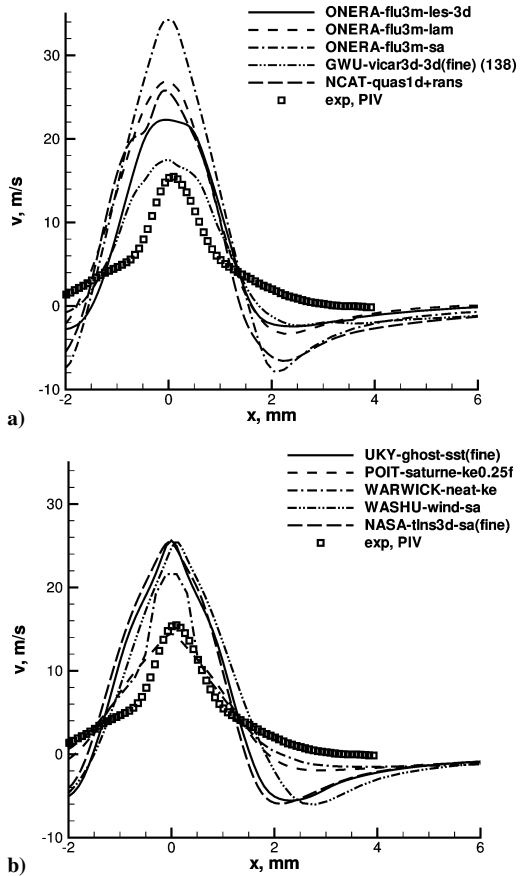 ONERA-flu3m-les-3d
ONERA-flu3m-lam
ONERA-flu3m-sa
GWU-vicar3d-3d(fine) (138)
NCAT-quas1d+rans
exp, PIV
30
20
10
0
-10
v, m/s
-2 0 2 4 6
x, mm
a)
UKY-ghost-sst(fine)
POIT-saturne-ke0.25f
WARWICK-neat-ke
WASHU-wind-sa
NASA-tlns3d-sa(fine)
exp, PIV
30
20
10
0
-10
v, m/s
-2 0 2 4 6
x, mm
b)